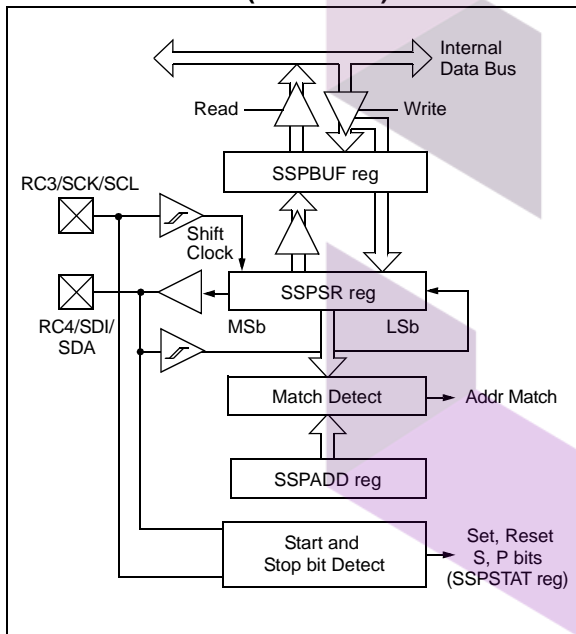 Internal
Data Bus
Read
Write
SSPBUF reg
RC3/SCK/SCL
Shift
Clock
SSPSR reg
MSb
LSb
RC4/SDI/
SDA
Match Detect
Addr Match
SSPADD reg
Start and
Stop bit Detect
Set, Reset
S, P bits
(SSPSTAT reg)